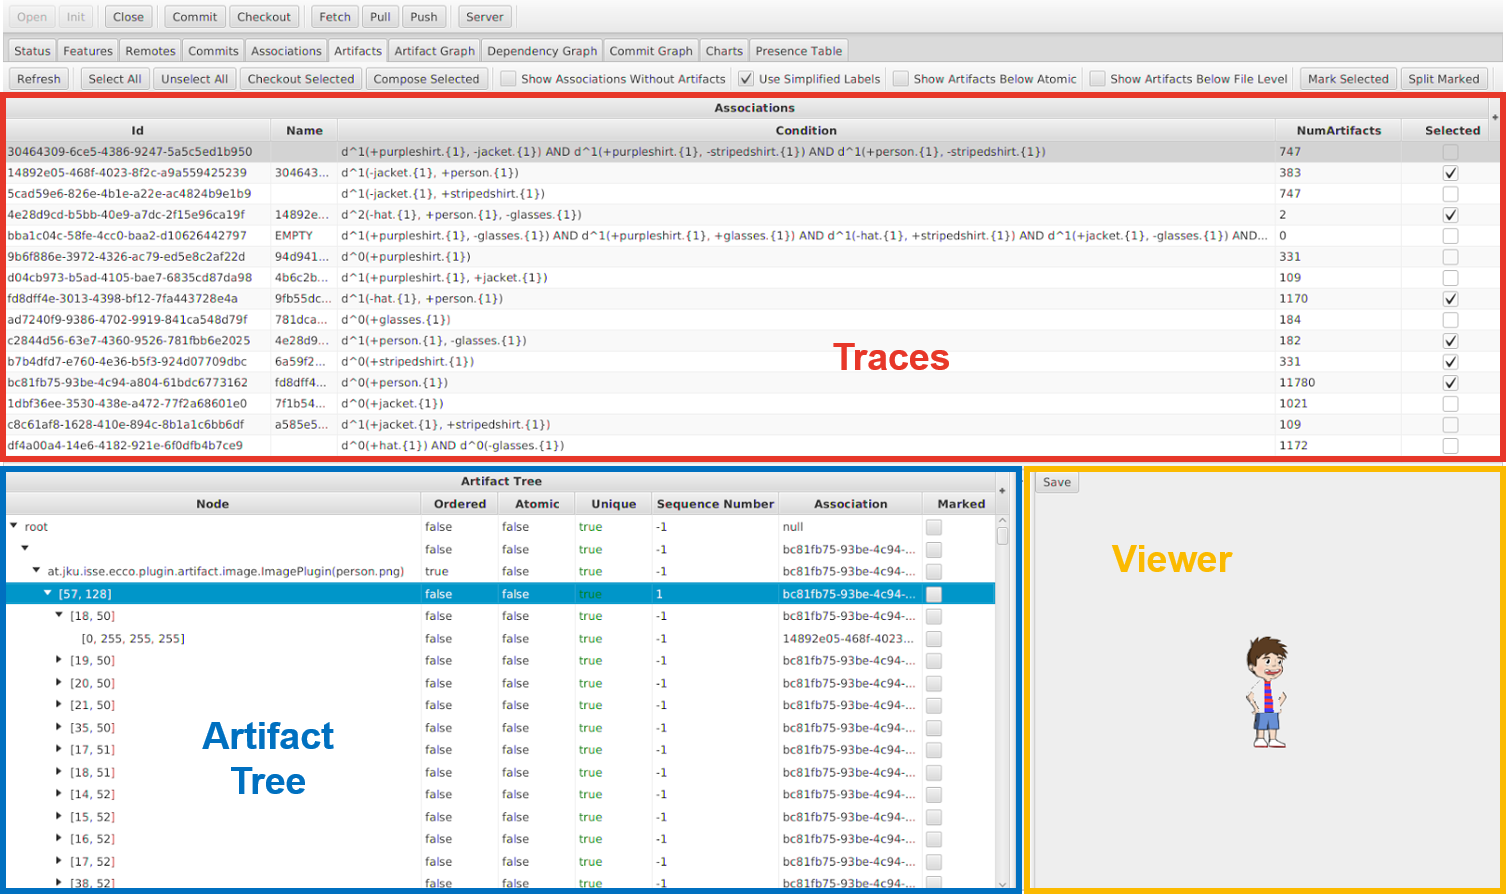 Open Init Close Commit Checkout Fetch Pull Push Server
Status Features Remotes Commits Associations Artifacts Artifact Graph Dependency Graph Commit Graph Charts Presence Table
Refresh Select All Unselect All Checkout Selected Compose Selected Show Associations Without Artifacts Use Simplified Labels Show Artifacts Below Atomic Show Artifacts Below File Level Mark Selected Split Marked
Associations
Id Name Condition NumArtifacts Selected
30464309-6ce5-4386-9247-5a5c5ed1b950 d^1(+purpleshirt.{1}, -jacket.{1}) AND d^1(+purpleshirt.{1}, -stripedshirt.{1}) AND d^1(+person.{1}, -stripedshirt.{1}) 747
14892e05-468f-4023-8f2c-a9a559425239 304643... d^1(-jacket.{1}, +person.{1}) 383
5cad59e6-826e-4b1e-a22e-ac4824b9e1b9 d^1(-jacket.{1}, +stripedshirt.{1}) 747
4e28d9cd-b5bb-40e9-a7dc-2f15e96ca19f 14892e... d^2(-hat.{1}, +person.{1}, -glasses.{1}) 2
bba1c04c-58fe-4cc0-baa2-d10626442797 EMPTY d^1(+purpleshirt.{1}, -glasses.{1}) AND d^1(+purpleshirt.{1}, +glasses.{1}) AND d^1(-hat.{1}, +stripedshirt.{1}) AND d^1(+jacket.{1}, -glasses.{1}) AND... 0
9b6f886e-3972-4326-ac79-ed5e8c2af22d 94d941... d^0(+purpleshirt.{1}) 331
d04cb973-b5ad-4105-bae7-6835cd87da98 4b6c2b... d^1(+purpleshirt.{1}, +jacket.{1}) 109
fd8dff4e-3013-4398-bf12-7fa443728e4a 9fb55dc... d^1(-hat.{1}, +person.{1}) 1170
ad7240f9-9386-4702-9919-841ca548d79f 781dca... d^0(+glasses.{1}) 184
c2844d56-63e7-4360-9526-781fbb6e2025 4e28d9... d^1(+person.{1}, -glasses.{1}) 182
b7b4dfd7-e760-4e36-b5f3-924d07709dbc 6a59f2... d^0(+stripedshirt.{1}) 331
bc81fb75-93be-4c94-a804-61bdc6773162 fd8dff4... d^0(+person.{1}) 11780
1dbf36ee-3530-438e-a472-77f2a68601e0 7f1b54... d^0(+jacket.{1}) 1021
c8c61af8-1628-410e-894c-8b1a1c6bb6df a585e5... d^1(+jacket.{1}, +stripedshirt.{1}) 109
df4a00a4-14e6-4182-921e-6f0dfb4b7ce9 d^0(+hat.{1}) AND d^0(-glasses.{1}) 1172
Traces
Artifact Tree
Node Ordered Atomic Unique Sequence Number Association Marked
root false false true -1 null
false false true -1 bc81fb75-93be-4c94-...
at.jku.isse.ecco.plugin.artifact.image.ImagePlugin(person.png) true false true -1 bc81fb75-93be-4c94-...
[57, 128] false false true 1 bc81fb75-93be-4c94-...
[18, 50] false false true -1 bc81fb75-93be-4c94-...
[0, 255, 255, 255] false false true -1 14892e05-468f-4023...
[19, 50] false false true -1 bc81fb75-93be-4c94-...
[20, 50] false false true -1 bc81fb75-93be-4c94-...
[21, 50] false false true -1 bc81fb75-93be-4c94-...
[35, 50] false false true -1 bc81fb75-93be-4c94-...
[17, 51] false false true -1 bc81fb75-93be-4c94-...
[18, 51] false false true -1 bc81fb75-93be-4c94-...
[14, 52] false false true -1 bc81fb75-93be-4c94-...
[15, 52] false false true -1 bc81fb75-93be-4c94-...
[16, 52] false false true -1 bc81fb75-93be-4c94-...
[17, 52] false false true -1 bc81fb75-93be-4c94-...
[38, 52] false false true -1 bc81fb75-93be-4c94-...
Artifact
Tree
Save
Viewer